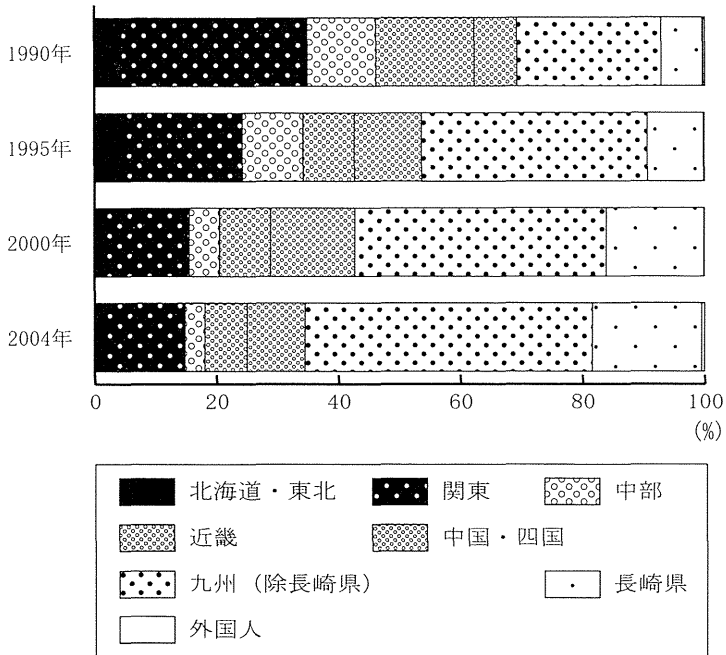 1990年
1995年
2000年
2004年
0 20 40 60 80 100
(%)
北海道・東北 関東 中部
近畿 中国・四国
九州(除長崎県) 長崎県
外国人